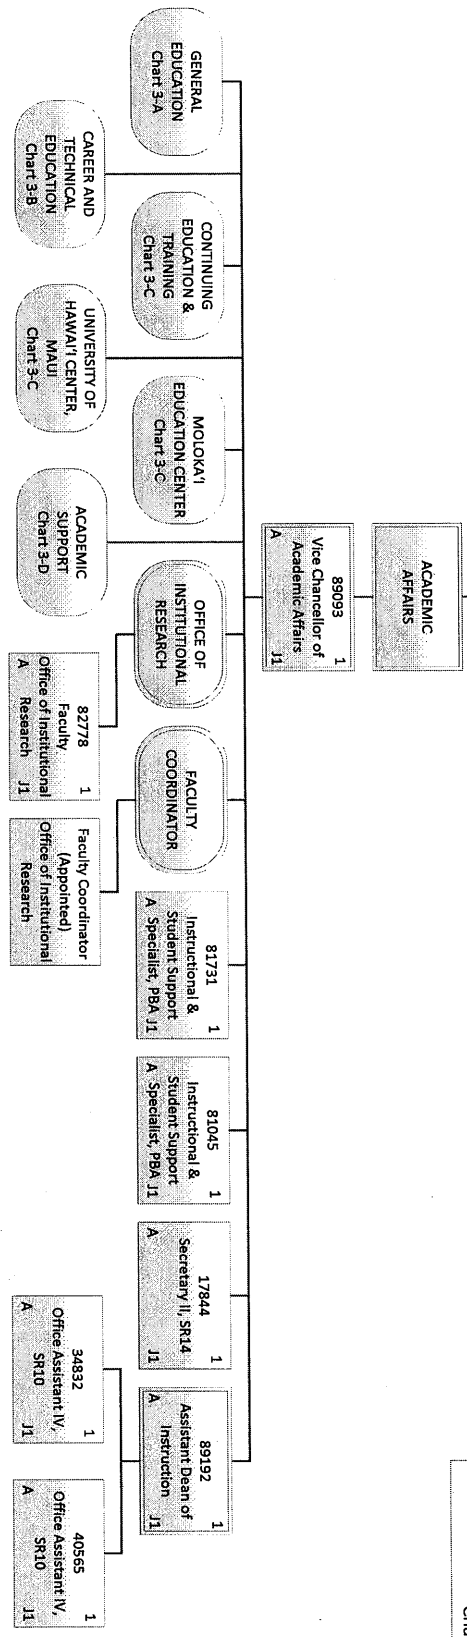 ACADEMIC
AFFAIRS
89093 1
Vice Chancellor of
Academic Affairs
A J1
GENERAL
EDUCATION
Chart 3-A
CAREER AND
TECHNICAL
EDUCATION
Chart 3-B
CONTINUING
EDUCATION &
TRAINING
Chart 3-C
UNIVERSITY OF
HAWAI'I CENTER,
MAUI
Chart 3-C
MOLOKA'I
EDUCATION CENTER
Chart 3-C
ACADEMIC
SUPPORT
Chart 3-D
OFFICE OF
INSTITUTIONAL
RESEARCH
82778 1
Faculty
Office of Institutional
A Research J1
FACULTY
COORDINATOR
Faculty Coordinator
(Appointed)
Office of Institutional
Research
81731 1
Instructional &
Student Support
A Specialist, PBA J1
81045 1
Instructional &
Student Support
A Specialist, PBA J1
17844 1
Secretary II, SR14
A J1
89192 1
Assistant Dean of
Instruction
A J1
34832 1
Office Assistant IV,
SR10
A J1
40565 1
Office Assistant IV,
SR10
A J1